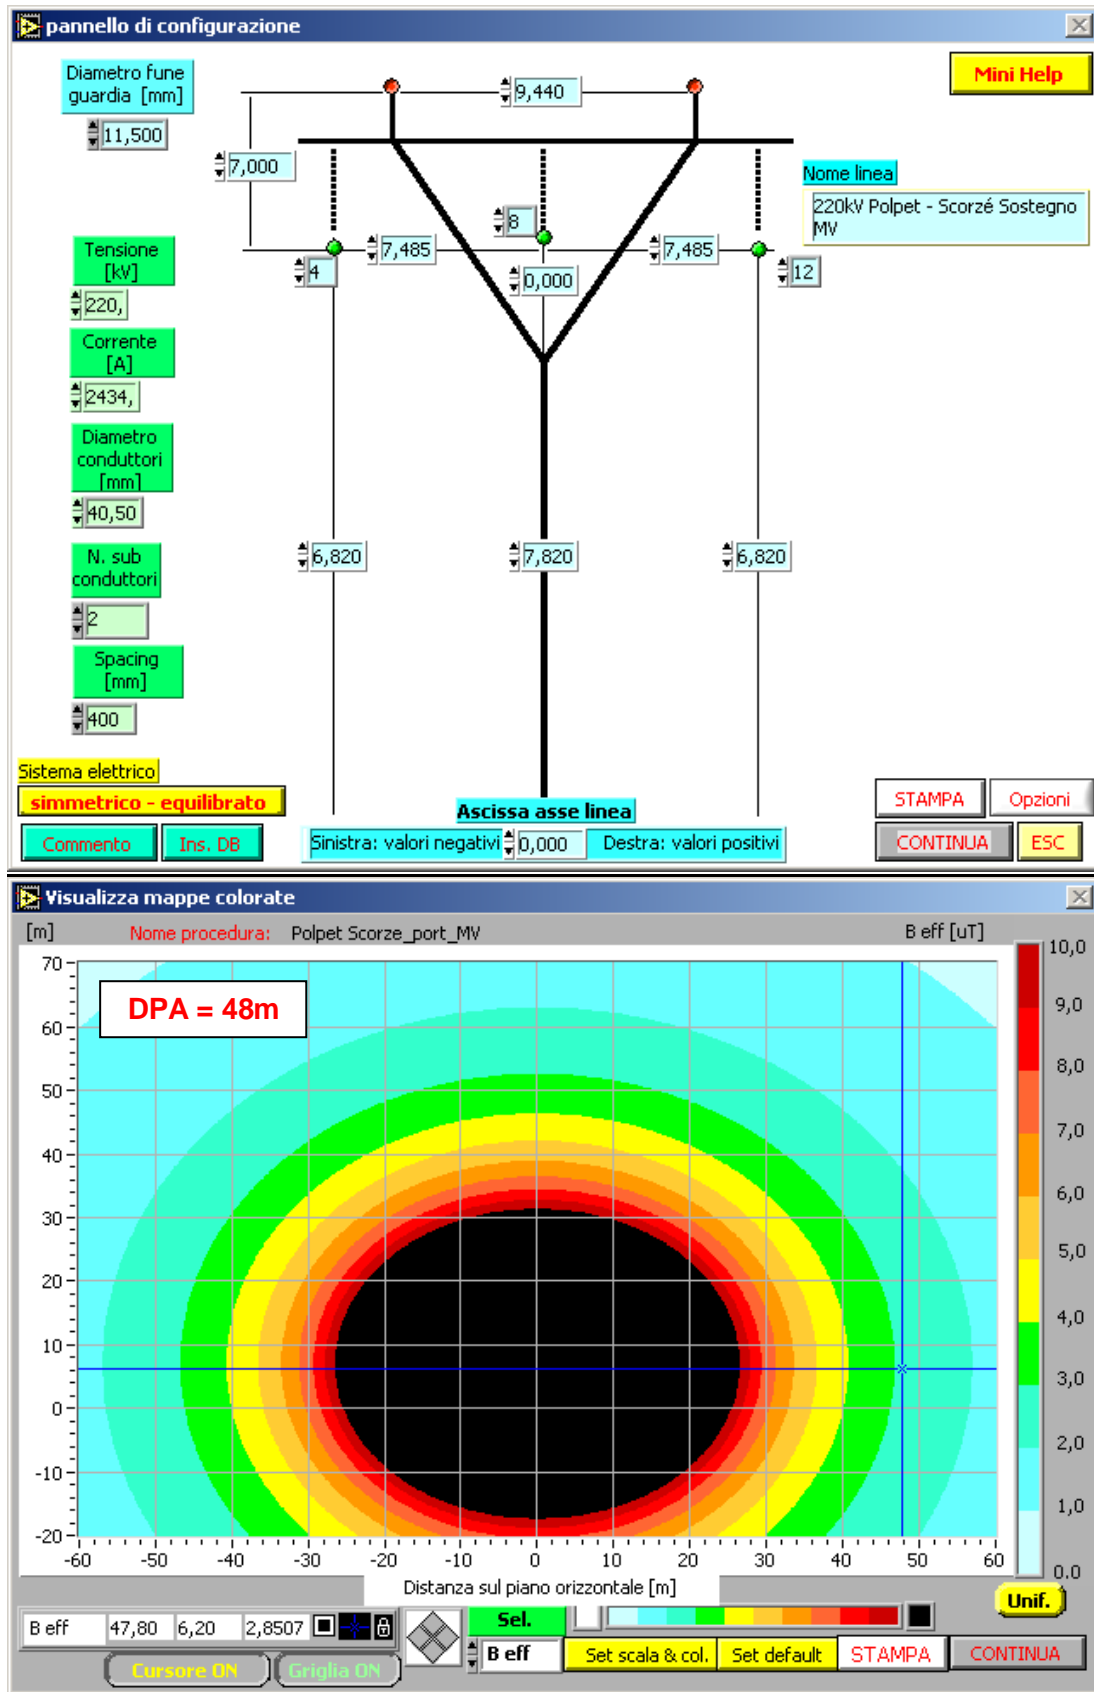 pannello di configurazione
Diametro fune
guardia [mm]
11,500
9,440
Mini Help
7,000
Nome linea
220kV Polpet - Scorzé Sostegno
MV
8
Tensione
[kV]
220,
4
7,485
7,485
12
0,000
Corrente
[A]
2434,
Diametro
conduttori
[mm]
40,50
N. sub
conduttori
2
6,820
7,820
6,820
Spacing
[mm]
400
Sistema elettrico
simmetrico - equilibrato
Commento
Ins. DB
Ascissa asse linea
Sinistra: valori negativi
0,000
Destra: valori positivi
STAMPA
Opzioni
CONTINUA
ESC
Visualizza mappe colorate
[m]
Nome procedura:
Polpet Scorze_port_MV
B eff [uT]
DPA = 48m
70
60
50
40
30
20
10
0
-10
-20
-60
-50
-40
-30
-20
-10
0
10
20
30
40
50
60
Distanza sul piano orizzontale [m]
10,0
9,0
8,0
7,0
6,0
5,0
4,0
3,0
2,0
1,0
0.0
Unif.
B eff
47,80
6,20
2,8507
Cursore ON
Griglia ON
Sel.
B eff
Set scala & col.
Set default
STAMPA
CONTINUA